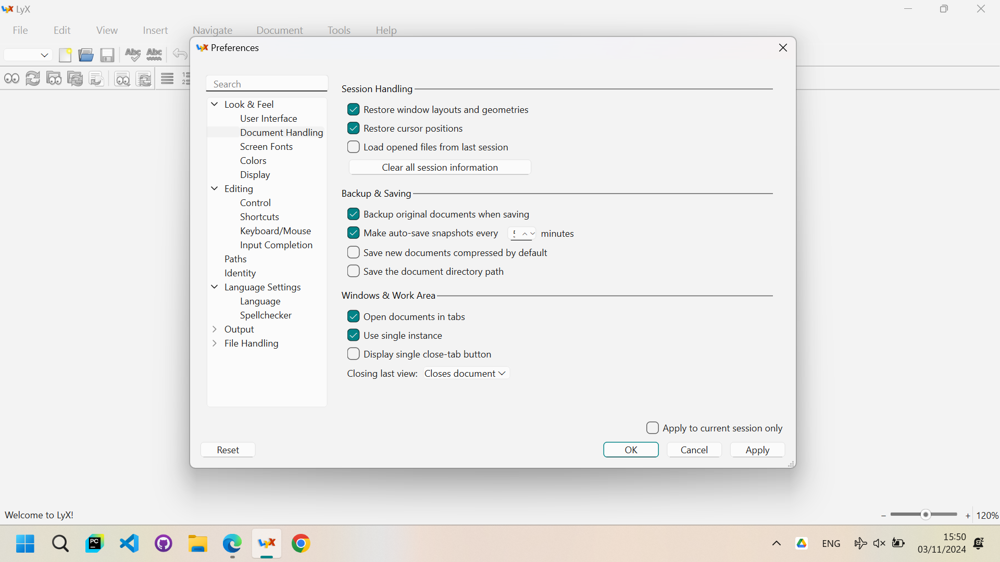 LyX
File Edit View Insert Navigate Document Tools Help
Preferences
Search
Look & Feel
User Interface
Document Handling
Screen Fonts
Colors
Display
Editing
Control
Shortcuts
Keyboard/Mouse
Input Completion
Paths
Identity
Language Settings
Language
Spellchecker
Output
File Handling
Session Handling
Restore window layouts and geometries
Restore cursor positions
Load opened files from last session
Clear all session information
Backup & Saving
Backup original documents when saving
Make auto-save snapshots every minutes
Save new documents compressed by default
Save the document directory path
Windows & Work Area
Open documents in tabs
Use single instance
Display single close-tab button
Closing last view: Closes document
Apply to current session only
Reset OK Cancel Apply
Welcome to LyX!
120%
ENG
15:50
03/11/2024